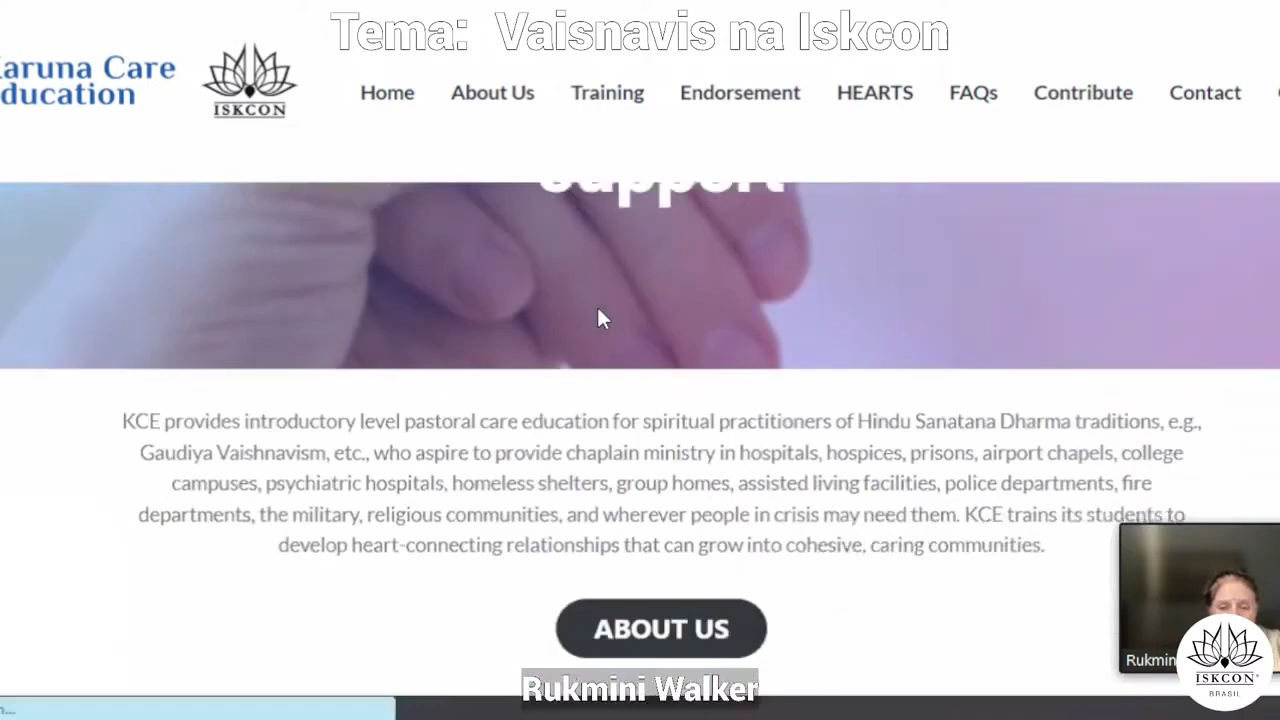 Tema: Vaisnavis na Iskcon
aruna Care
ducation
ISKCON
Home About Us Training Endorsement HEARTS FAQs Contribute Contact
Support
KCE provides introductory level pastoral care education for spiritual practitioners of Hindu Sanatana Dharma traditions, e.g.,
Gaudiya Vaishnavism, etc., who aspire to provide chaplain ministry in hospitals, hospices, prisons, airport chapels, college
campuses, psychiatric hospitals, homeless shelters, group homes, assisted living facilities, police departments, fire
departments, the military, religious communities, and wherever people in crisis may need them. KCE trains its students to
develop heart-connecting relationships that can grow into cohesive, caring communities.
ABOUT US
Rukmin
ISKCON
BRASIL
Rukmini Walker